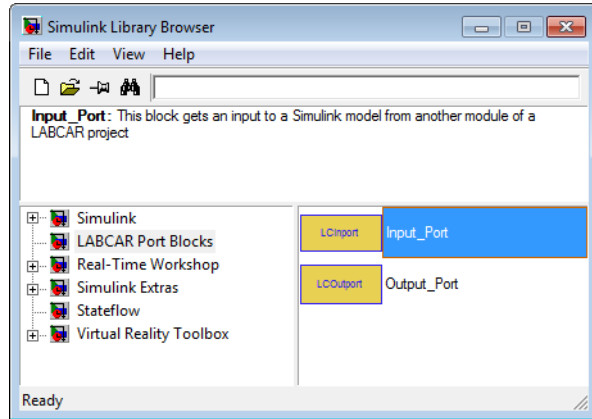 Simulink Library Browser
File Edit View Help
Input_Port: This block gets an input to a Simulink model from another module of a
LABCAR project
Simulink
LABCAR Port Blocks
Real-Time Workshop
Simulink Extras
Stateflow
Virtual Reality Toolbox
LCInport Input_Port
LCOutport Output_Port
Ready